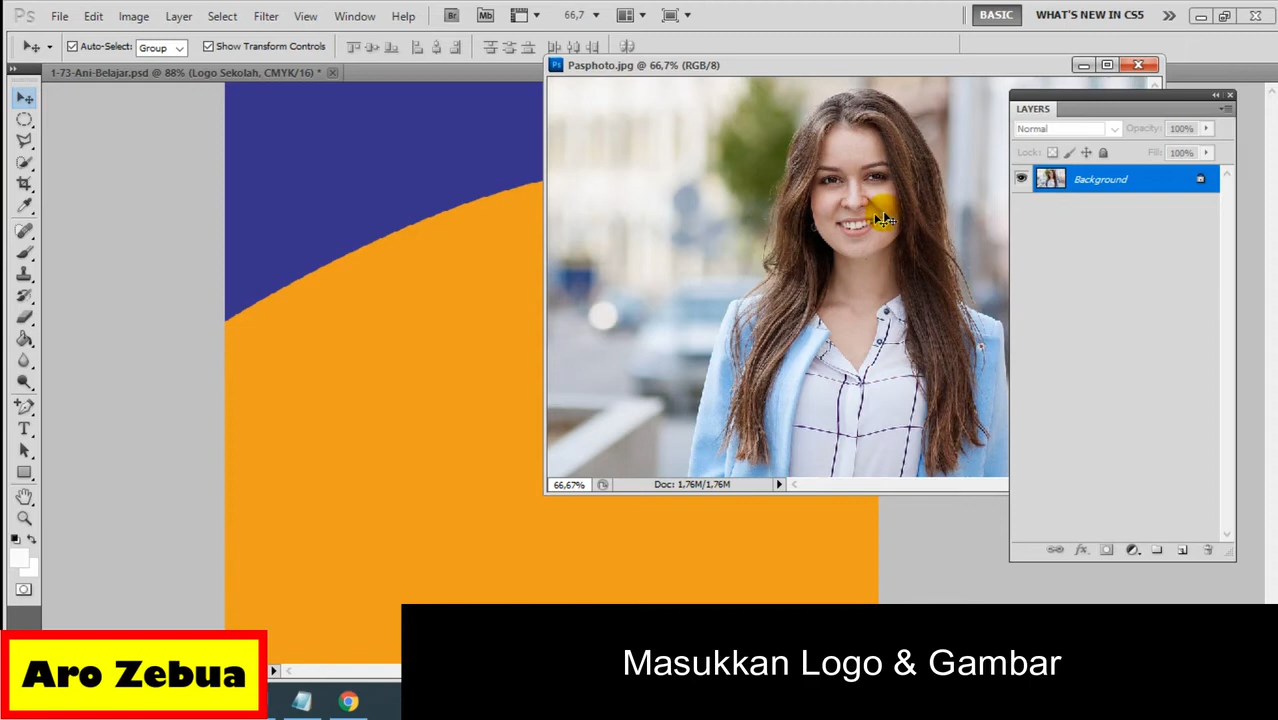 Ps File Edit Image Layer Select Filter View Window Help Br Mb 66,7 BASIC WHAT'S NEW IN CS5
Auto-Select: Group Show Transform Controls
1-73-Ani-Belajar.psd @ 88% (Logo Sekolah, CMYK/16) *
Ps Pasphoto.jpg @ 66,7% (RGB/8)
LAYERS
Normal Opacity: 100%
Lock: Fill: 100%
Background
T
66,67% Doc: 1,76M/1,76M
fx
Masukkan Logo & Gambar
Aro Zebua